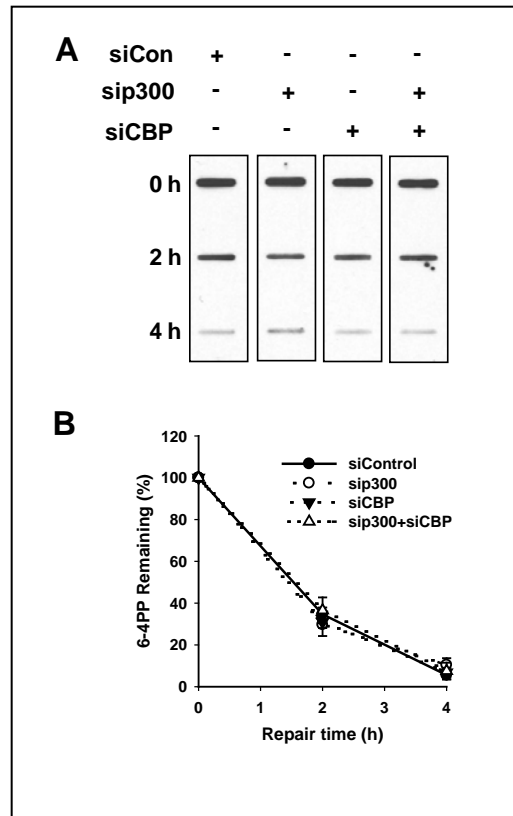 A
siCon + - - -
sip300 - + - +
siCBP - - + +
0 h
2 h
4 h
B
120
100
80
60
40
20
0
6-4PP Remaining (%)
siControl
sip300
siCBP
sip300+siCBP
0 1 2 3 4
Repair time (h)